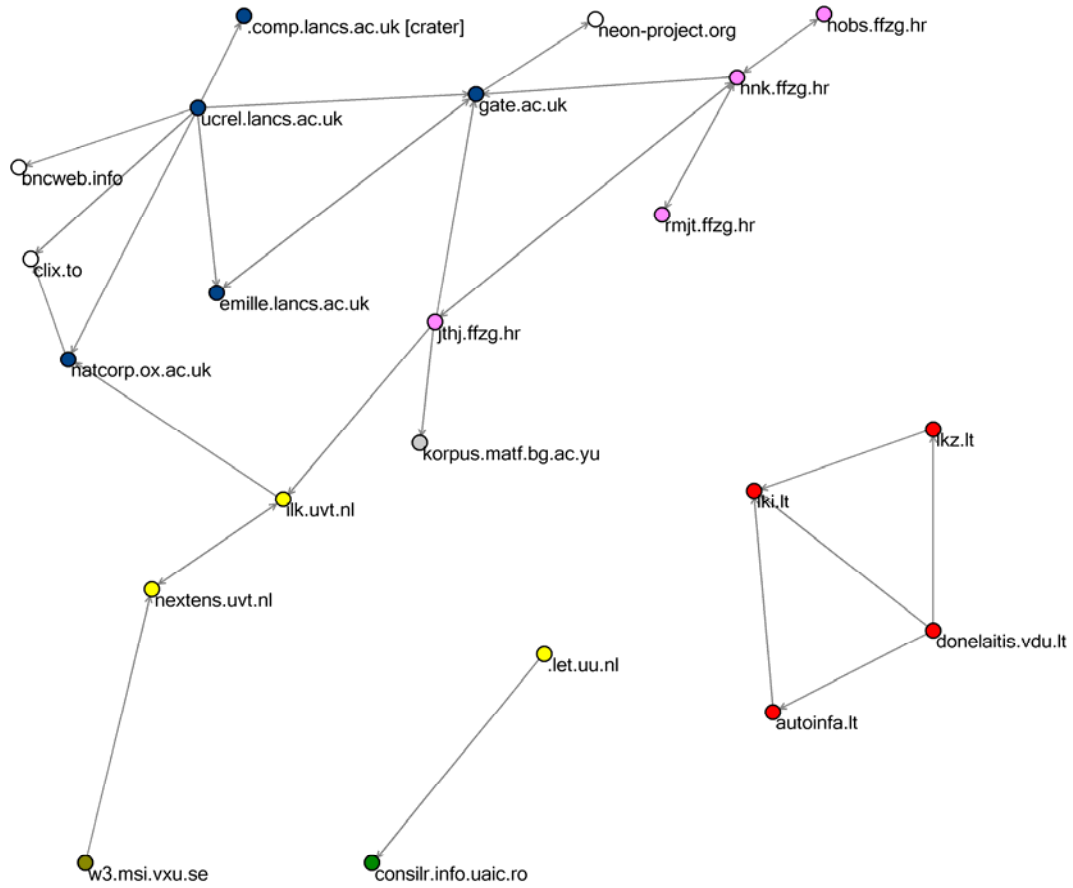 .comp.lancs.ac.uk [crater]
neon-project.org
hobs.ffzg.hr
hnk.ffzg.hr
gate.ac.uk
ucrel.lancs.ac.uk
bncweb.info
rmjt.ffzg.hr
clix.to
emille.lancs.ac.uk
jthj.ffzg.hr
natcorp.ox.ac.uk
lkz.lt
korpus.matf.bg.ac.yu
lki.lt
ilk.uvt.nl
nextens.uvt.nl
donelaitis.vdu.lt
.let.uu.nl
autoinfa.lt
w3.msi.vxu.se
consilr.info.uaic.ro